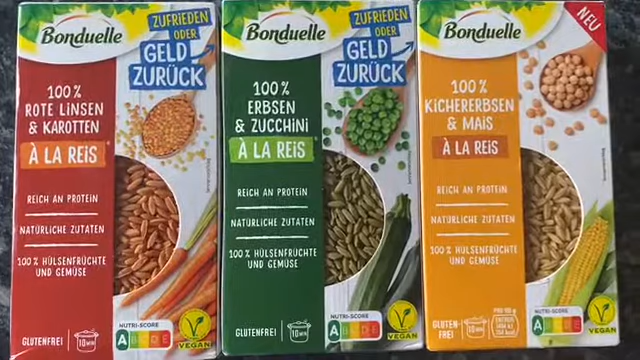 Bonduelle
ZUFRIEDEN
ODER
GELD
ZURÜCK
100 %
ROTE LINSEN
& KAROTTEN
À LA REIS
REICH AN PROTEIN
NATÜRLICHE ZUTATEN
100 % HÜLSENFRÜCHTE
UND GEMÜSE
GLUTENFREI
10 MIN
NUTRI-SCORE
A B C D E
VEGAN
Bonduelle
ZUFRIEDEN
ODER
GELD
ZURÜCK
100 %
ERBSEN
& ZUCCHINI
À LA REIS
REICH AN PROTEIN
NATÜRLICHE ZUTATEN
100 % HÜLSENFRÜCHTE
UND GEMÜSE
GLUTENFREI
10 MIN
NUTRI-SCORE
A B C D E
VEGAN
Bonduelle
NEU
100 %
KICHERERBSEN
& MAIS
À LA REIS
REICH AN PROTEIN
NATÜRLICHE ZUTATEN
100 % HÜLSENFRÜCHTE
UND GEMÜSE
GLUTEN-
FREI
10 MIN
NUTRI-SCORE
A B C D E
VEGAN